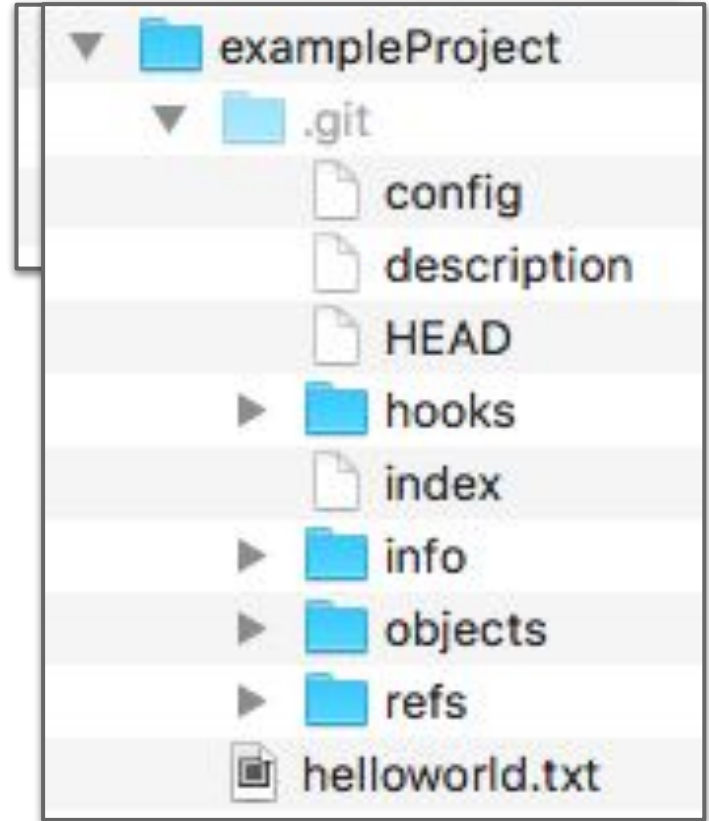 exampleProject
.git
config
description
HEAD
hooks
index
info
objects
refs
helloworld.txt